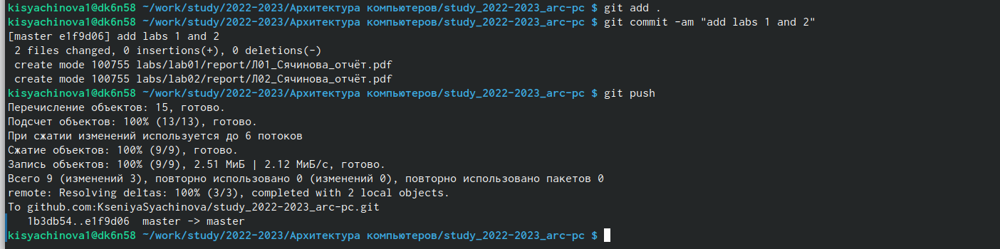 kisyachinova1@dk6n58 ~/work/study/2022-2023/Архитектура компьютеров/study_2022-2023_arc-pc $ git add .
kisyachinova1@dk6n58 ~/work/study/2022-2023/Архитектура компьютеров/study_2022-2023_arc-pc $ git commit -am "add labs 1 and 2"
[master e1f9d06] add labs 1 and 2
 2 files changed, 0 insertions(+), 0 deletions(-)
 create mode 100755 labs/lab01/report/Л01_Сячинова_отчёт.pdf
 create mode 100755 labs/lab02/report/Л02_Сячинова_отчёт.pdf
kisyachinova1@dk6n58 ~/work/study/2022-2023/Архитектура компьютеров/study_2022-2023_arc-pc $ git push
Перечисление объектов: 15, готово.
Подсчет объектов: 100% (13/13), готово.
При сжатии изменений используется до 6 потоков
Сжатие объектов: 100% (9/9), готово.
Запись объектов: 100% (9/9), 2.51 МиБ | 2.12 МиБ/с, готово.
Всего 9 (изменений 3), повторно использовано 0 (изменений 0), повторно использовано пакетов 0
remote: Resolving deltas: 100% (3/3), completed with 2 local objects.
To github.com:KseniyaSyachinova/study_2022-2023_arc-pc.git
   1b3db54..e1f9d06  master -> master
kisyachinova1@dk6n58 ~/work/study/2022-2023/Архитектура компьютеров/study_2022-2023_arc-pc $